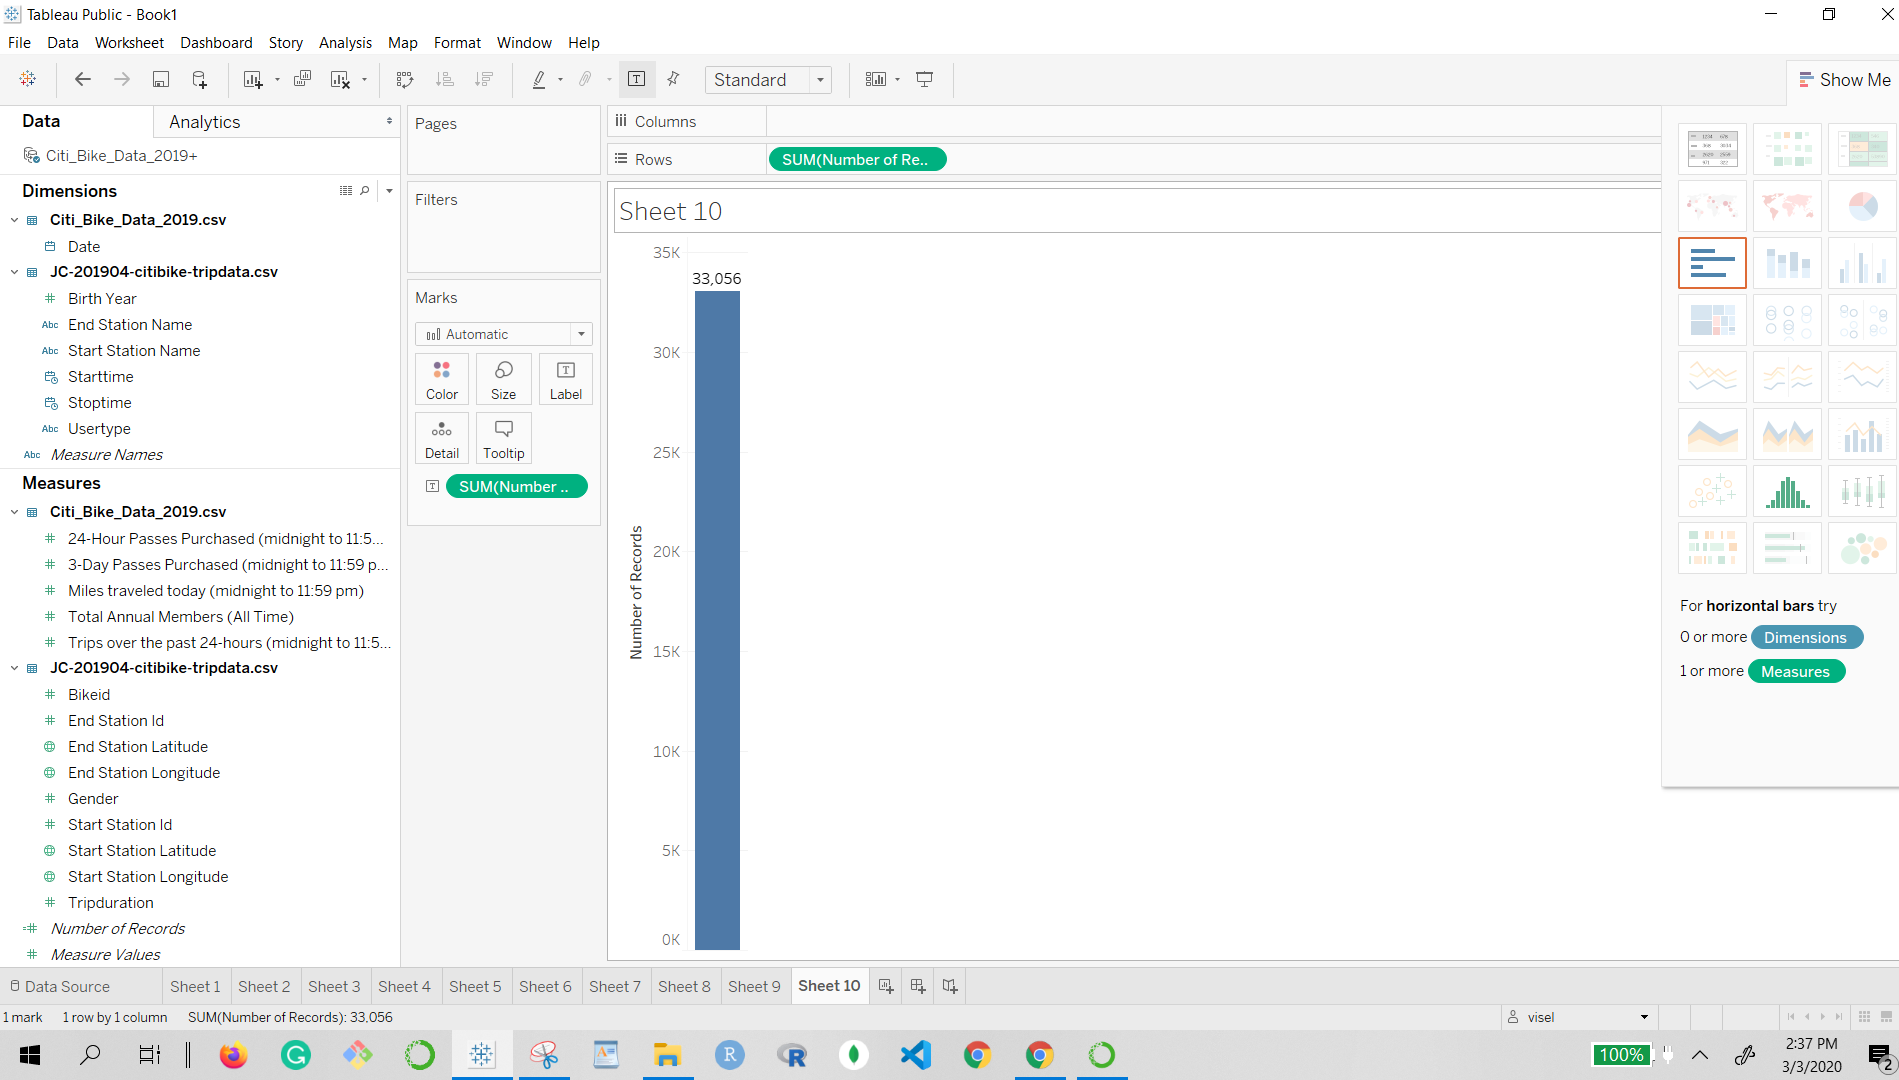 Tableau Public - Book1
File Data Worksheet Dashboard Story Analysis Map Format Window Help
Standard
Show Me
Data Analytics
Citi_Bike_Data_2019+
Dimensions
Citi_Bike_Data_2019.csv
Date
JC-201904-citibike-tripdata.csv
# Birth Year
Abc End Station Name
Abc Start Station Name
Starttime
Stoptime
Abc Usertype
Abc Measure Names
Measures
Citi_Bike_Data_2019.csv
# 24-Hour Passes Purchased (midnight to 11:5...
# 3-Day Passes Purchased (midnight to 11:59 p...
# Miles traveled today (midnight to 11:59 pm)
# Total Annual Members (All Time)
# Trips over the past 24-hours (midnight to 11:5...
JC-201904-citibike-tripdata.csv
# Bikeid
# End Station Id
End Station Latitude
End Station Longitude
# Gender
# Start Station Id
Start Station Latitude
Start Station Longitude
# Tripduration
=# Number of Records
# Measure Values
Pages
Filters
Marks
Automatic
Color Size Label
Detail Tooltip
SUM(Number ..
Columns
Rows SUM(Number of Re..
Sheet 10
35K
33,056
30K
25K
20K
15K
10K
5K
0K
Number of Records
For horizontal bars try
0 or more Dimensions
1 or more Measures
Data Source Sheet 1 Sheet 2 Sheet 3 Sheet 4 Sheet 5 Sheet 6 Sheet 7 Sheet 8 Sheet 9 Sheet 10
1 mark 1 row by 1 column SUM(Number of Records): 33,056
visel
100%
2:37 PM
3/3/2020
2